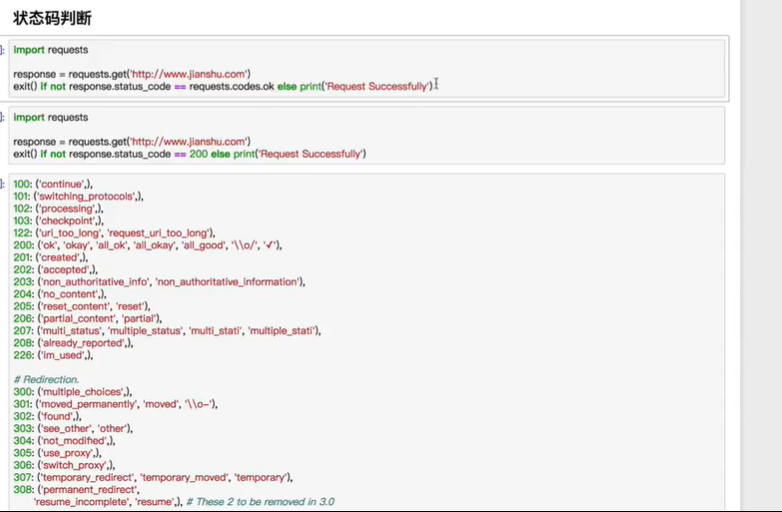 状态码判断
]: import requests
response = requests.get('http://www.jianshu.com')
exit() if not response.status_code == requests.codes.ok else print('Request Successfully')
]: import requests
response = requests.get('http://www.jianshu.com')
exit() if not response.status_code == 200 else print('Request Successfully')
]: 100: ('continue',),
101: ('switching_protocols',),
102: ('processing',),
103: ('checkpoint',),
122: ('uri_too_long', 'request_uri_too_long'),
200: ('ok', 'okay', 'all_ok', 'all_okay', 'all_good', '\\o/', '✓'),
201: ('created',),
202: ('accepted',),
203: ('non_authoritative_info', 'non_authoritative_information'),
204: ('no_content',),
205: ('reset_content', 'reset'),
206: ('partial_content', 'partial'),
207: ('multi_status', 'multiple_status', 'multi_stati', 'multiple_stati'),
208: ('already_reported',),
226: ('im_used',),
# Redirection.
300: ('multiple_choices',),
301: ('moved_permanently', 'moved', '\\o-'),
302: ('found',),
303: ('see_other', 'other'),
304: ('not_modified',),
305: ('use_proxy',),
306: ('switch_proxy',),
307: ('temporary_redirect', 'temporary_moved', 'temporary'),
308: ('permanent_redirect',
'resume_incomplete', 'resume',), # These 2 to be removed in 3.0